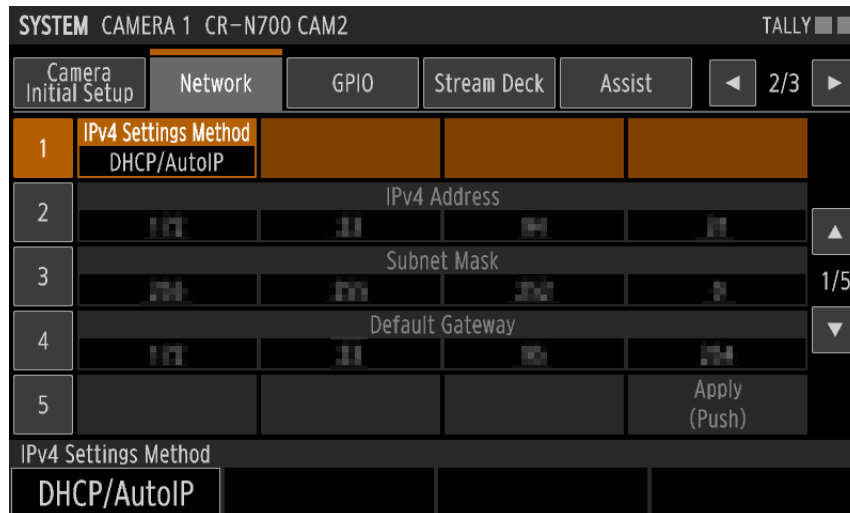 SYSTEM CAMERA 1 CR-N700 CAM2 TALLY
Camera Initial Setup Network GPIO Stream Deck Assist ◀ 2/3 ▶
1 IPv4 Settings Method
DHCP/AutoIP
2 IPv4 Address
▲
3 Subnet Mask
1/5
4 Default Gateway
▼
5 Apply
(Push)
IPv4 Settings Method
DHCP/AutoIP